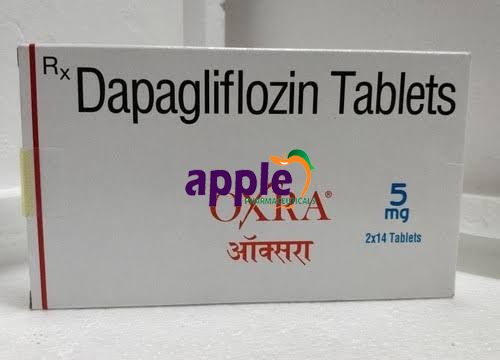 Rx Dapagliflozin Tablets
apple
PHARMACEUTICALS
OXRA®
5
mg
ऑक्सरा
2x14 Tablets